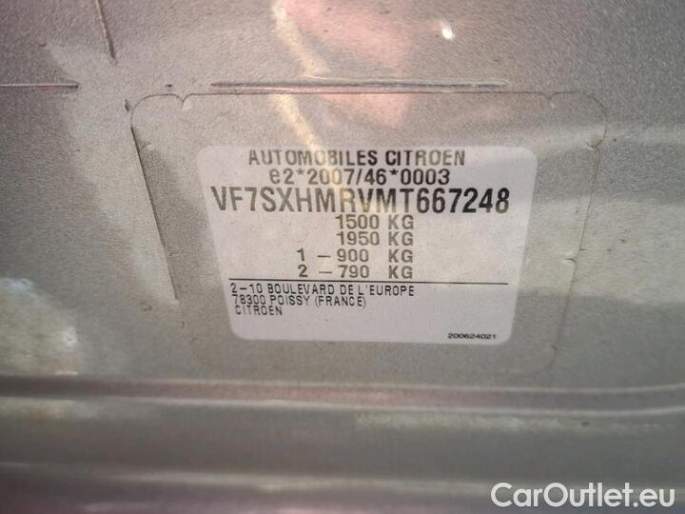 AUTOMOBILES CITROEN
e2*2007/46*0003
VF7SXHMRVMT667248
1500 KG
1950 KG
1 - 900 KG
2 - 790 KG
2-10 BOULEVARD DE L'EUROPE
78300 POISSY (FRANCE)
CITROEN
200624021
CarOutlet.eu